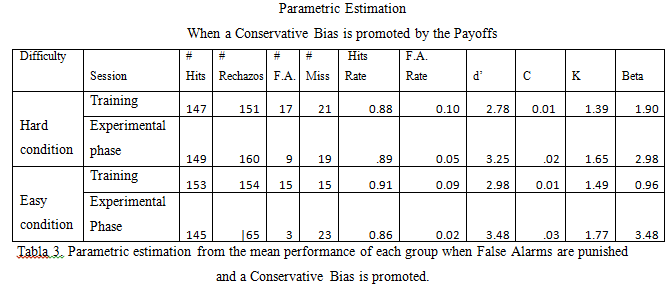 Parametric Estimation
When a Conservative Bias is promoted by the Payoffs
Difficulty Session # Hits # Rechazos # F.A. # Miss Hits Rate F.A. Rate d’ C K Beta
Hard condition Training 147 151 17 21 0.88 0.10 2.78 0.01 1.39 1.90
Experimental phase 149 160 9 19 .89 0.05 3.25 .02 1.65 2.98
Easy condition Training 153 154 15 15 0.91 0.09 2.98 0.01 1.49 0.96
Experimental Phase 145 |65 3 23 0.86 0.02 3.48 .03 1.77 3.48
Tabla 3. Parametric estimation from the mean performance of each group when False Alarms are punished
and a Conservative Bias is promoted.